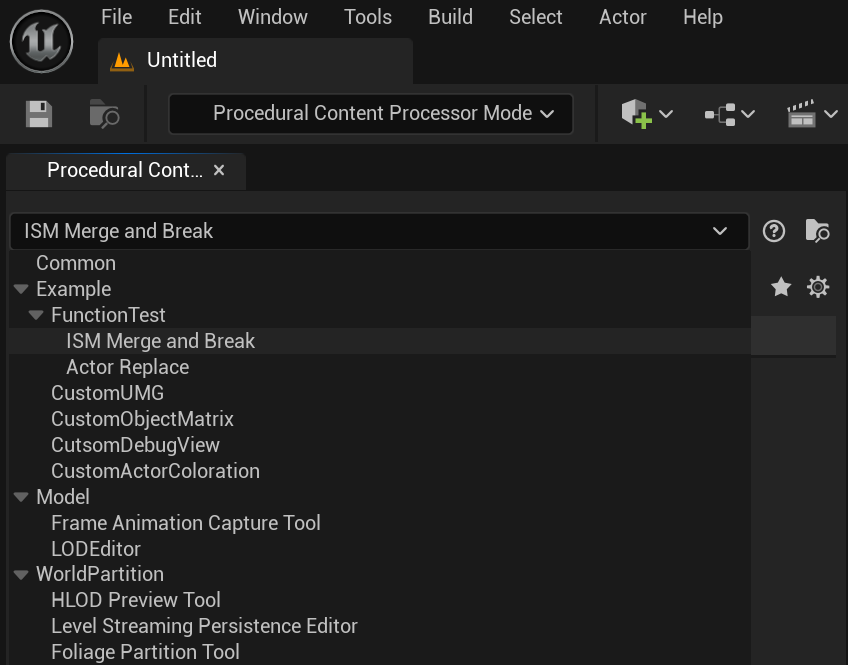 File Edit Window Tools Build Select Actor Help
Untitled
Procedural Content Processor Mode
Procedural Cont...
ISM Merge and Break
Common
Example
FunctionTest
ISM Merge and Break
Actor Replace
CustomUMG
CustomObjectMatrix
CutsomDebugView
CustomActorColoration
Model
Frame Animation Capture Tool
LODEditor
WorldPartition
HLOD Preview Tool
Level Streaming Persistence Editor
Foliage Partition Tool